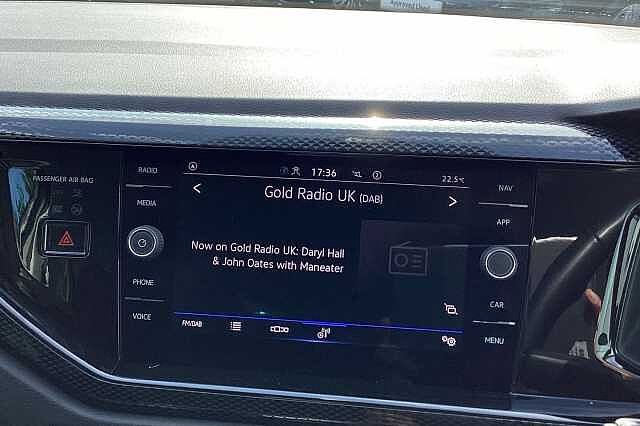 PASSENGER AIR BAG
RADIO
MEDIA
PHONE
VOICE
17:36
22.5°C
Gold Radio UK (DAB)
Now on Gold Radio UK: Daryl Hall
& John Oates with Maneater
FM/DAB
NAV
APP
CAR
MENU